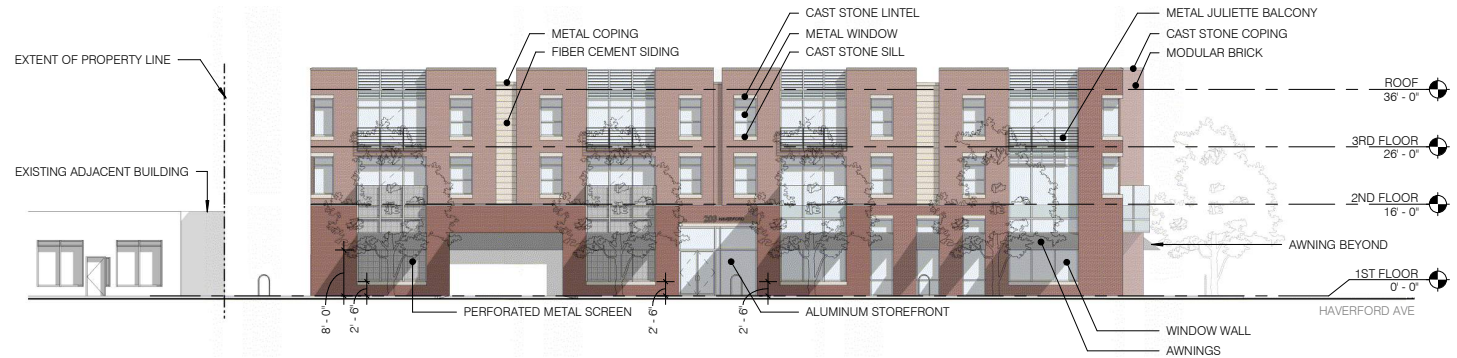 CAST STONE LINTEL
METAL JULIETTE BALCONY
METAL COPING
METAL WINDOW
CAST STONE COPING
FIBER CEMENT SIDING
CAST STONE SILL
MODULAR BRICK
EXTENT OF PROPERTY LINE
ROOF
36' - 0"
3RD FLOOR
26' - 0"
EXISTING ADJACENT BUILDING
2ND FLOOR
16' - 0"
AWNING BEYOND
1ST FLOOR
0' - 0"
HAVERFORD AVE
8' - 0"
2' - 6"
PERFORATED METAL SCREEN
2' - 6"
2' - 6"
ALUMINUM STOREFRONT
WINDOW WALL
AWNINGS